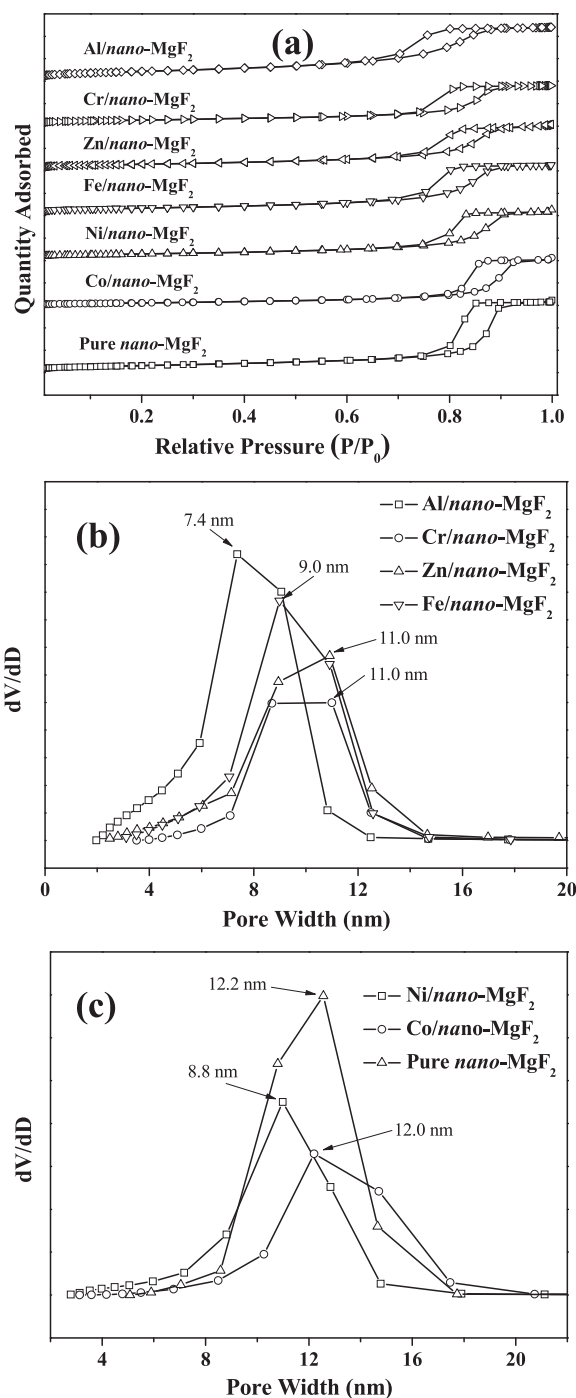 (a)
Al/nano-MgF₂
Cr/nano-MgF₂
Zn/nano-MgF₂
Fe/nano-MgF₂
Ni/nano-MgF₂
Co/nano-MgF₂
Pure nano-MgF₂
Quantity Adsorbed
0.2 0.4 0.6 0.8 1.0
Relative Pressure (P/P₀)
(b)
7.4 nm
9.0 nm
11.0 nm
11.0 nm
Al/nano-MgF₂
Cr/nano-MgF₂
Zn/nano-MgF₂
Fe/nano-MgF₂
dV/dD
0 4 8 12 16 20
Pore Width (nm)
(c)
12.2 nm
8.8 nm
12.0 nm
Ni/nano-MgF₂
Co/nano-MgF₂
Pure nano-MgF₂
dV/dD
4 8 12 16 20
Pore Width (nm)